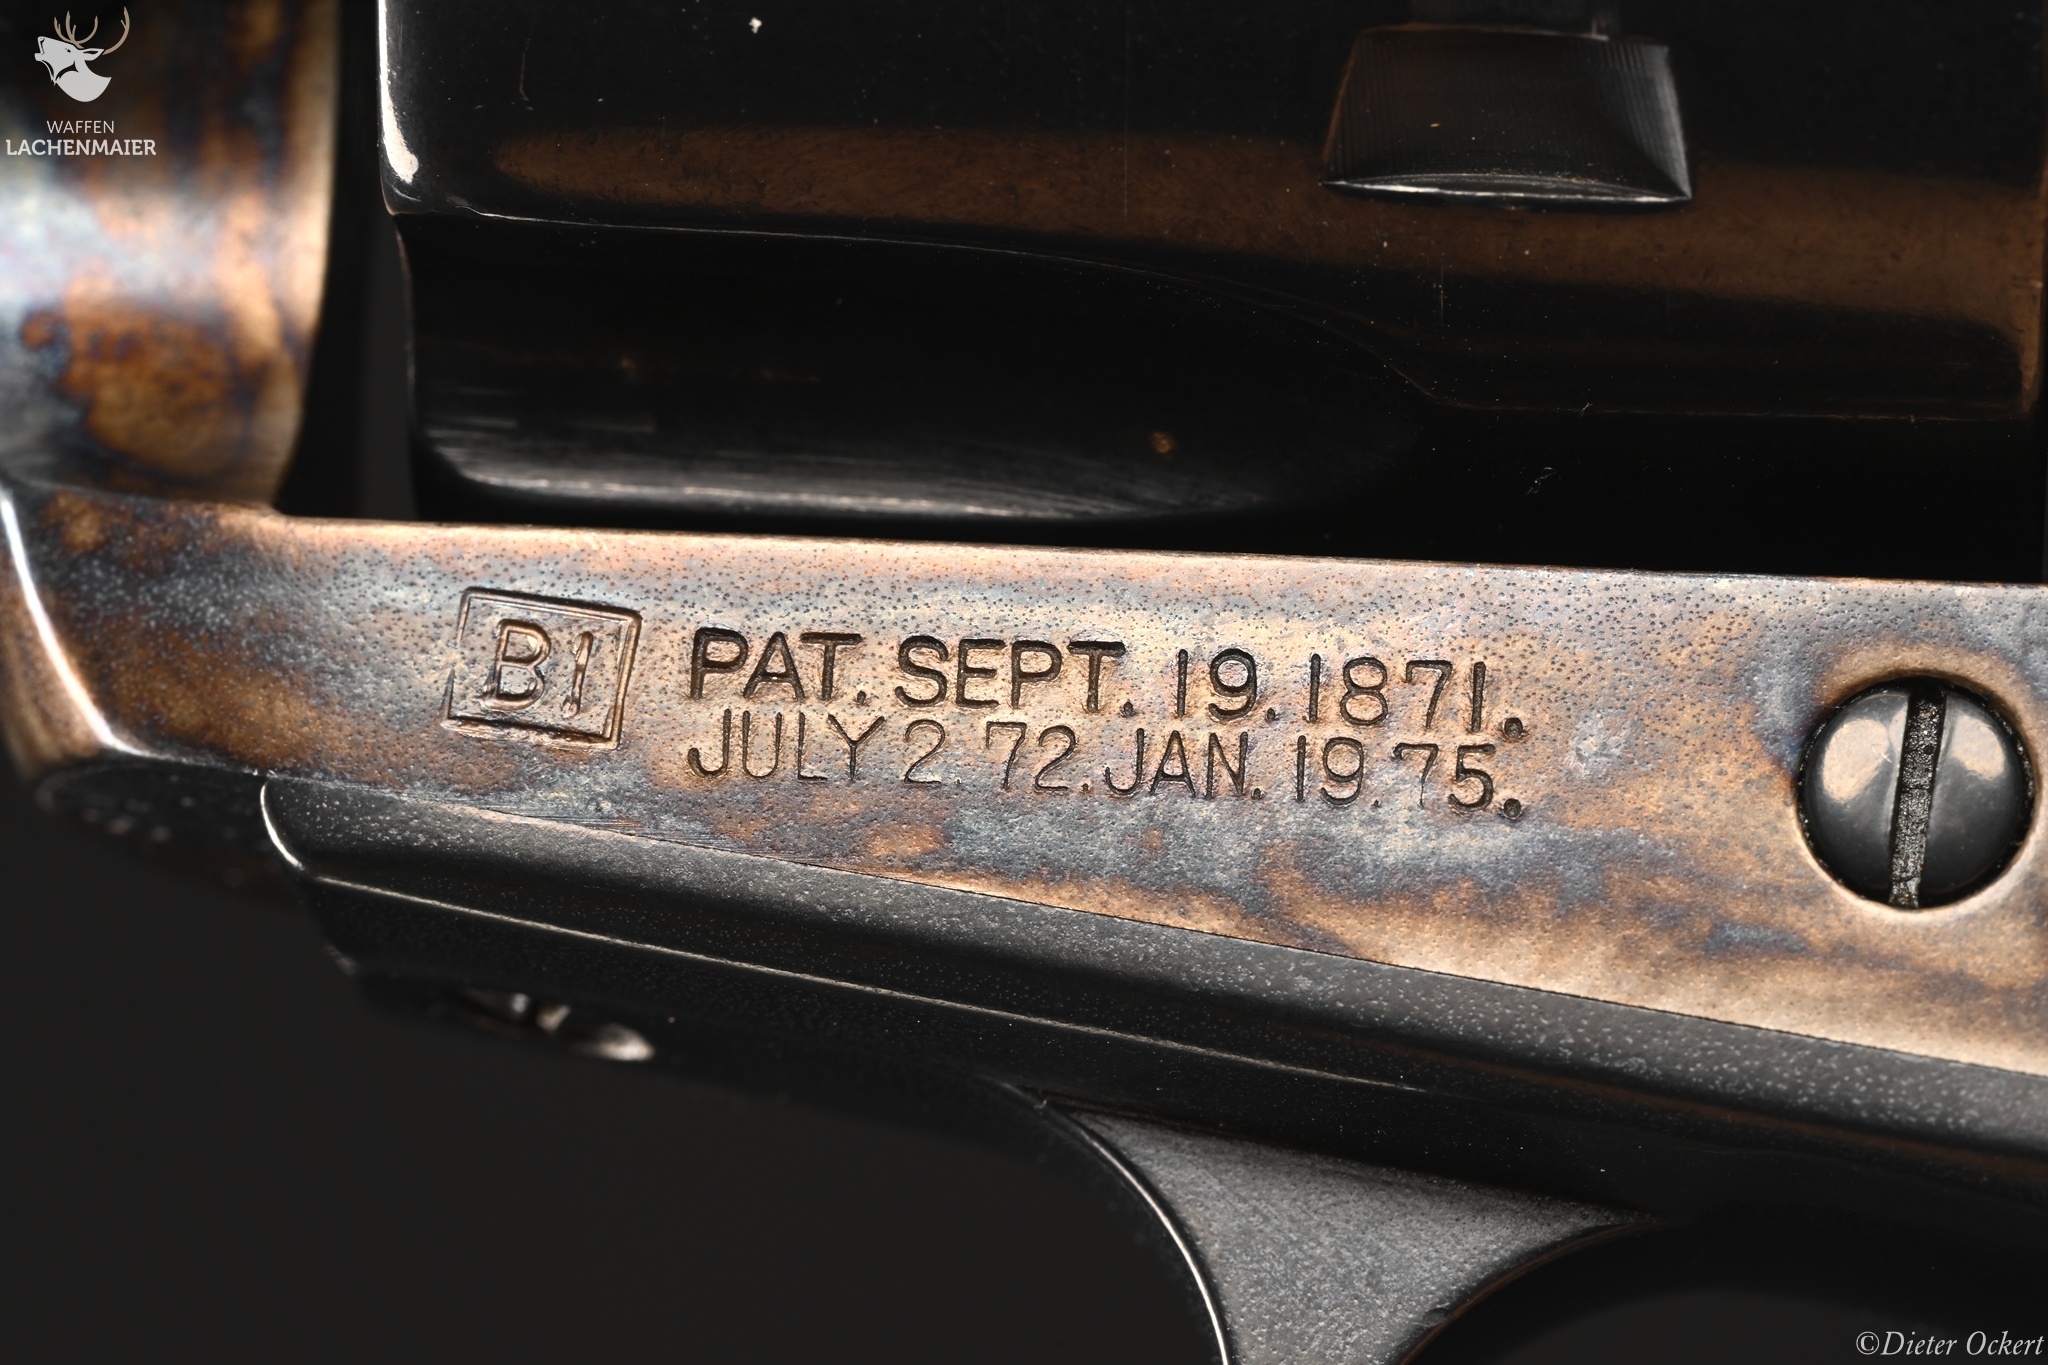 WAFFEN
LACHENMAIER
B1
PAT. SEPT. 19. 1871.
JULY 2. 72. JAN. 19. 75.
©Dieter Ockert